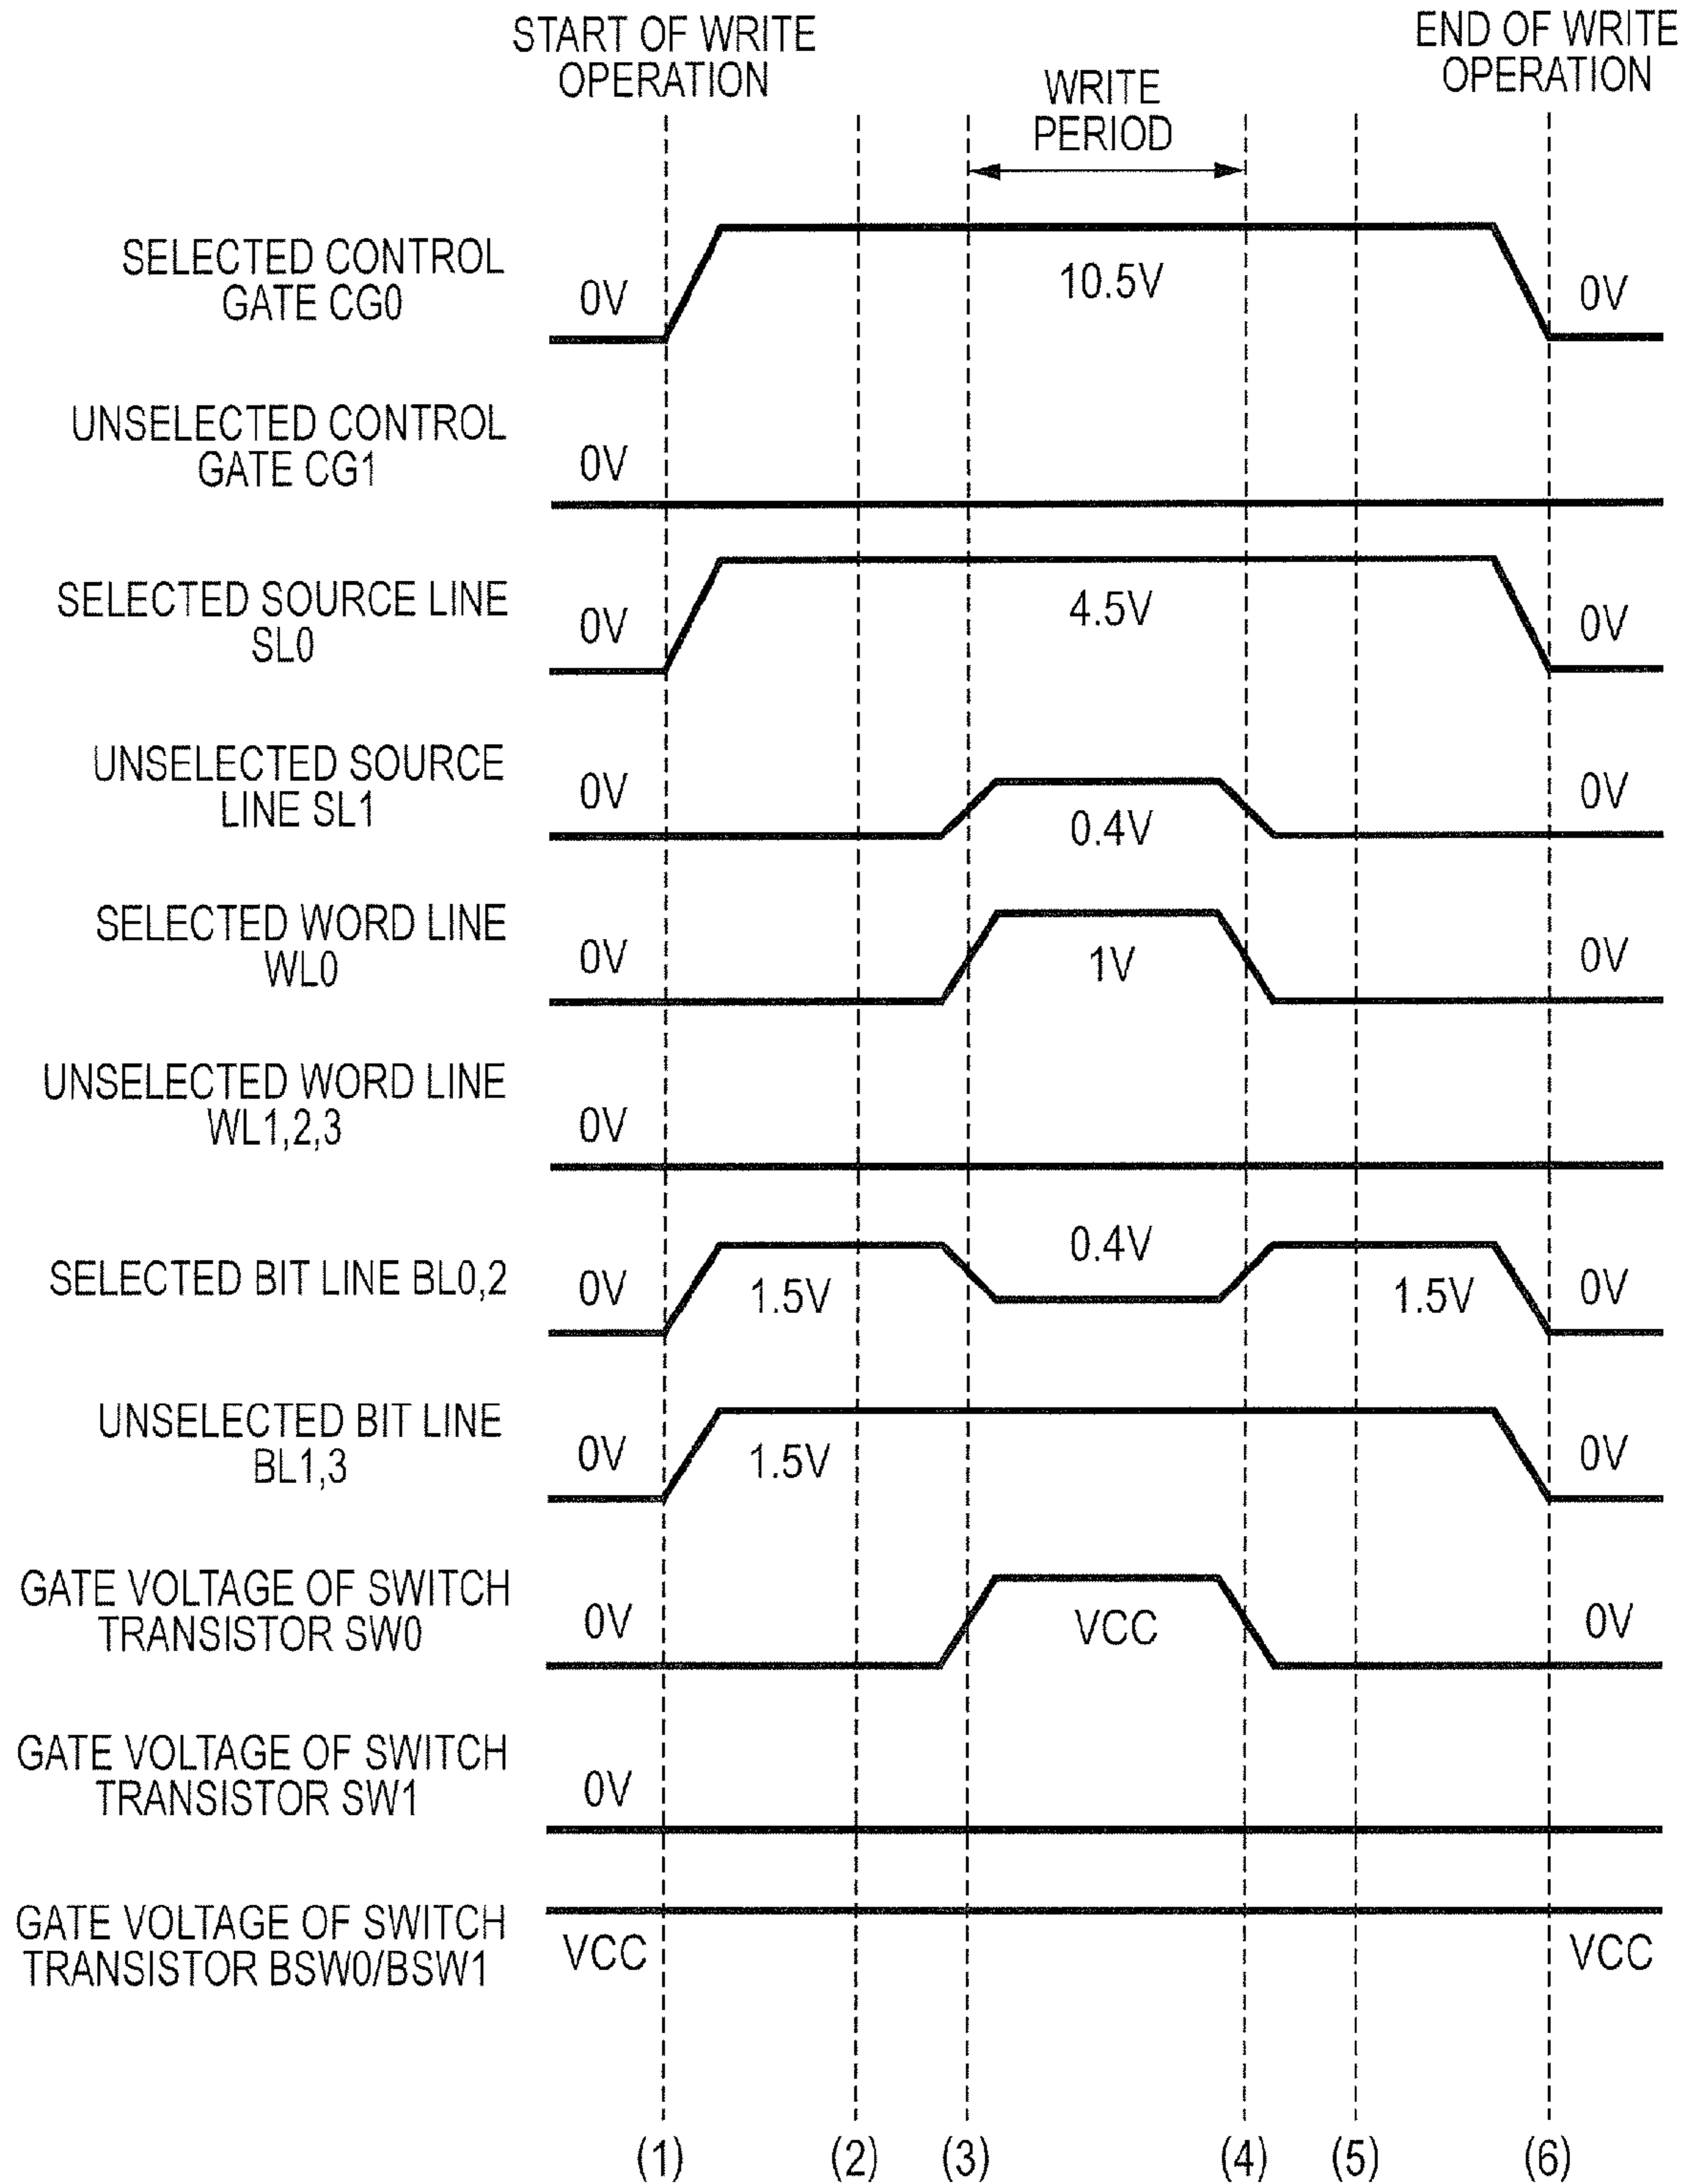 START OF WRITE
OPERATION
END OF WRITE
OPERATION
WRITE
PERIOD
SELECTED CONTROL
GATE CG0
0V
10.5V
0V
UNSELECTED CONTROL
GATE CG1
0V
SELECTED SOURCE LINE
SL0
0V
4.5V
0V
UNSELECTED SOURCE
LINE SL1
0V
0.4V
0V
SELECTED WORD LINE
WL0
0V
1V
0V
UNSELECTED WORD LINE
WL1,2,3
0V
SELECTED BIT LINE BL0,2
0V
1.5V
0.4V
1.5V
0V
UNSELECTED BIT LINE
BL1,3
0V
1.5V
0V
GATE VOLTAGE OF SWITCH
TRANSISTOR SW0
0V
VCC
0V
GATE VOLTAGE OF SWITCH
TRANSISTOR SW1
0V
GATE VOLTAGE OF SWITCH
TRANSISTOR BSW0/BSW1
VCC
VCC
(1) (2) (3) (4) (5) (6)